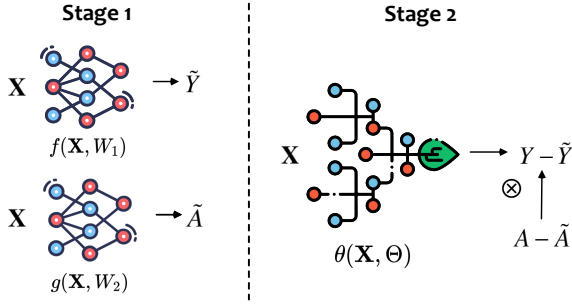 Stage 1
X → Ỹ
f(X, W₁)
X → Ã
g(X, W₂)
Stage 2
X → Y − Ỹ
⊗
A − Ã
θ(X, Θ)